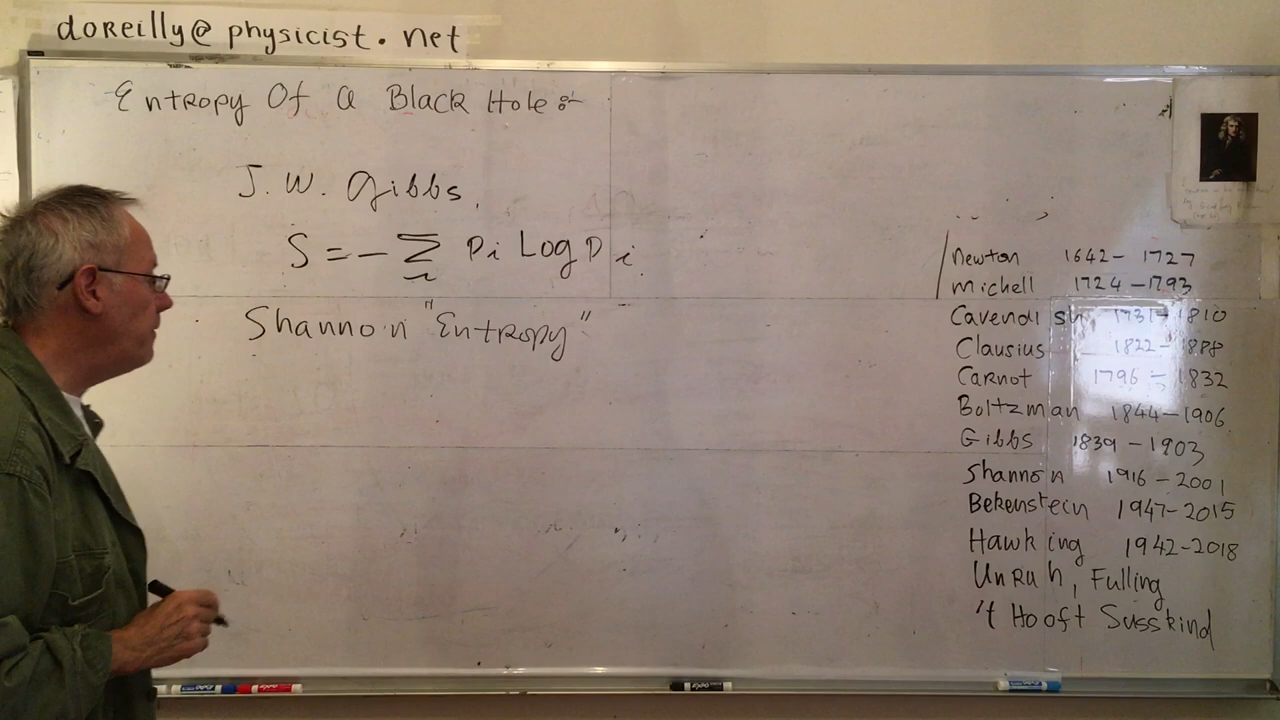 doreilly@physicist.net
Entropy Of a Black Hole:-
J. W. Gibbs.
S = - Σ i Pi Log Pi.
Shannon "Entropy"
Newton 1642 - 1727
Michell 1724 - 1793
Cavendish 1731 - 1810
Clausius 1822 - 1888
Carnot 1796 - 1832
Boltzman 1844 - 1906
Gibbs 1839 - 1903
Shannon 1916 - 2001
Bekenstein 1947 - 2015
Hawking 1942 - 2018
Unruh, Fulling
't Hooft Susskind